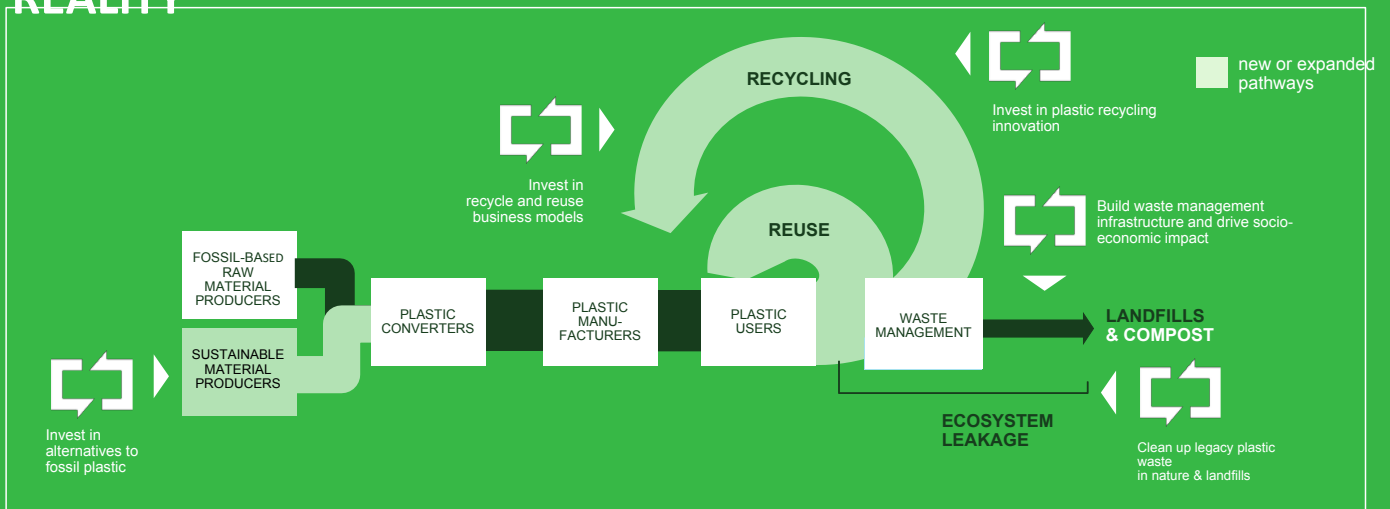 REALITY
RECYCLING
new or expanded
pathways
Invest in plastic recycling
innovation
Invest in
recycle and reuse
business models
Build waste management
infrastructure and drive socio-
economic impact
REUSE
FOSSIL-BASED
RAW
MATERIAL
PRODUCERS
PLASTIC
CONVERTERS
PLASTIC
MANU-
FACTURERS
PLASTIC
USERS
WASTE
MANAGEMENT
LANDFILLS
& COMPOST
SUSTAINABLE
MATERIAL
PRODUCERS
Invest in
alternatives to
fossil plastic
ECOSYSTEM
LEAKAGE
Clean up legacy plastic
waste
in nature & landfills